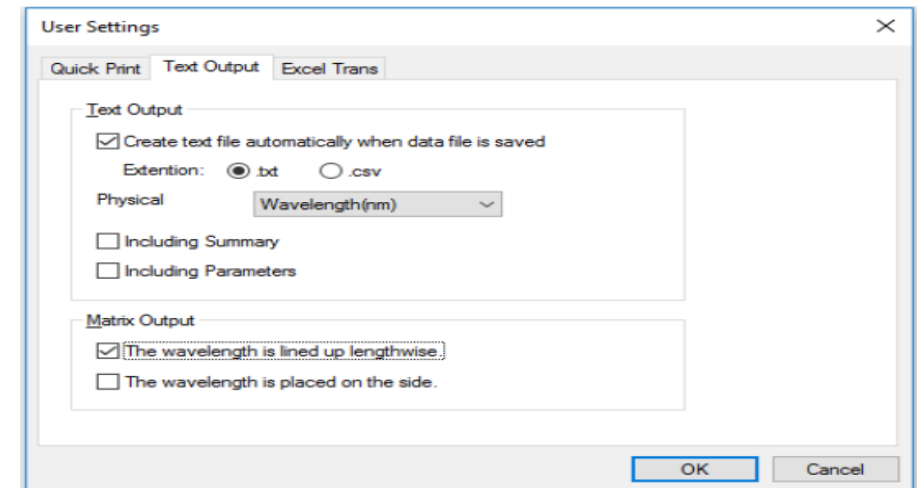 User Settings
Quick Print Text Output Excel Trans
Text Output
Create text file automatically when data file is saved
Extention: .txt .csv
Physical Wavelength(nm)
Including Summary
Including Parameters
Matrix Output
The wavelength is lined up lengthwise.
The wavelength is placed on the side.
OK Cancel